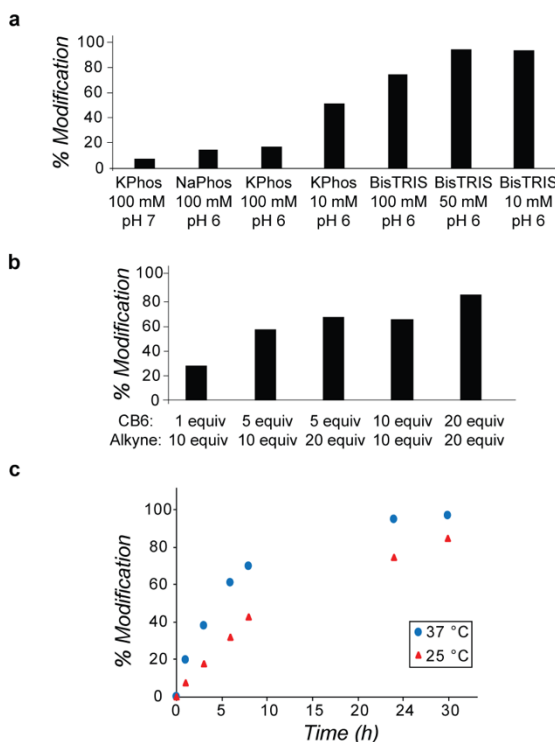 a
% Modification
100
80
60
40
20
0
KPhos NaPhos KPhos KPhos BisTRIS BisTRIS BisTRIS
100 mM 100 mM 100 mM 10 mM 100 mM 50 mM 10 mM
pH 7 pH 6 pH 6 pH 6 pH 6 pH 6 pH 6
b
% Modification
100
80
60
40
20
0
CB6: 1 equiv 5 equiv 5 equiv 10 equiv 20 equiv
Alkyne: 10 equiv 10 equiv 20 equiv 10 equiv 20 equiv
c
% Modification
100
80
60
40
20
0
37 °C
25 °C
0 5 10 24 30
Time (h)